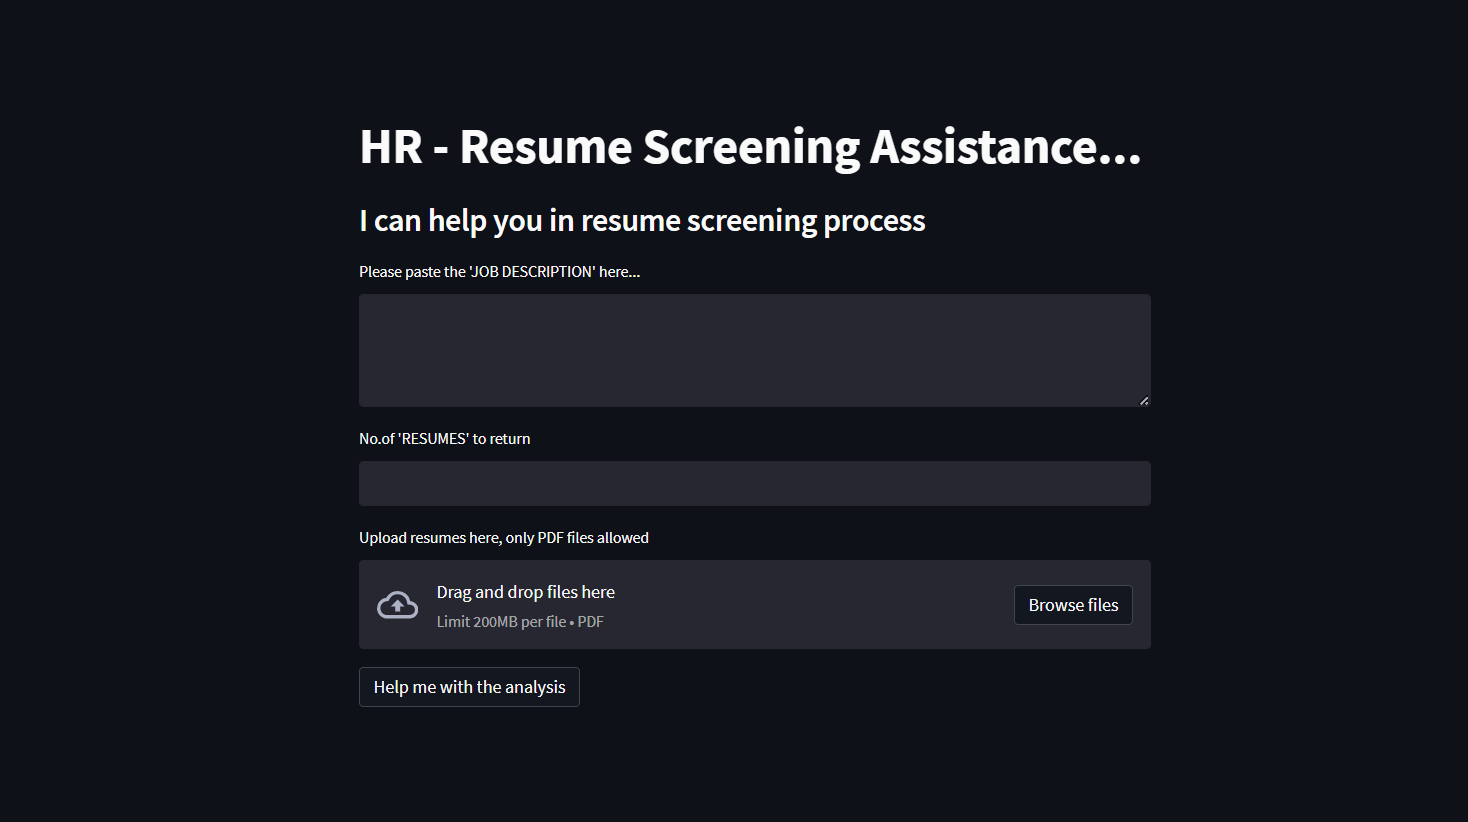 HR - Resume Screening Assistance...
I can help you in resume screening process
Please paste the 'JOB DESCRIPTION' here...
No.of 'RESUMES' to return
Upload resumes here, only PDF files allowed
Drag and drop files here
Limit 200MB per file • PDF
Browse files
Help me with the analysis